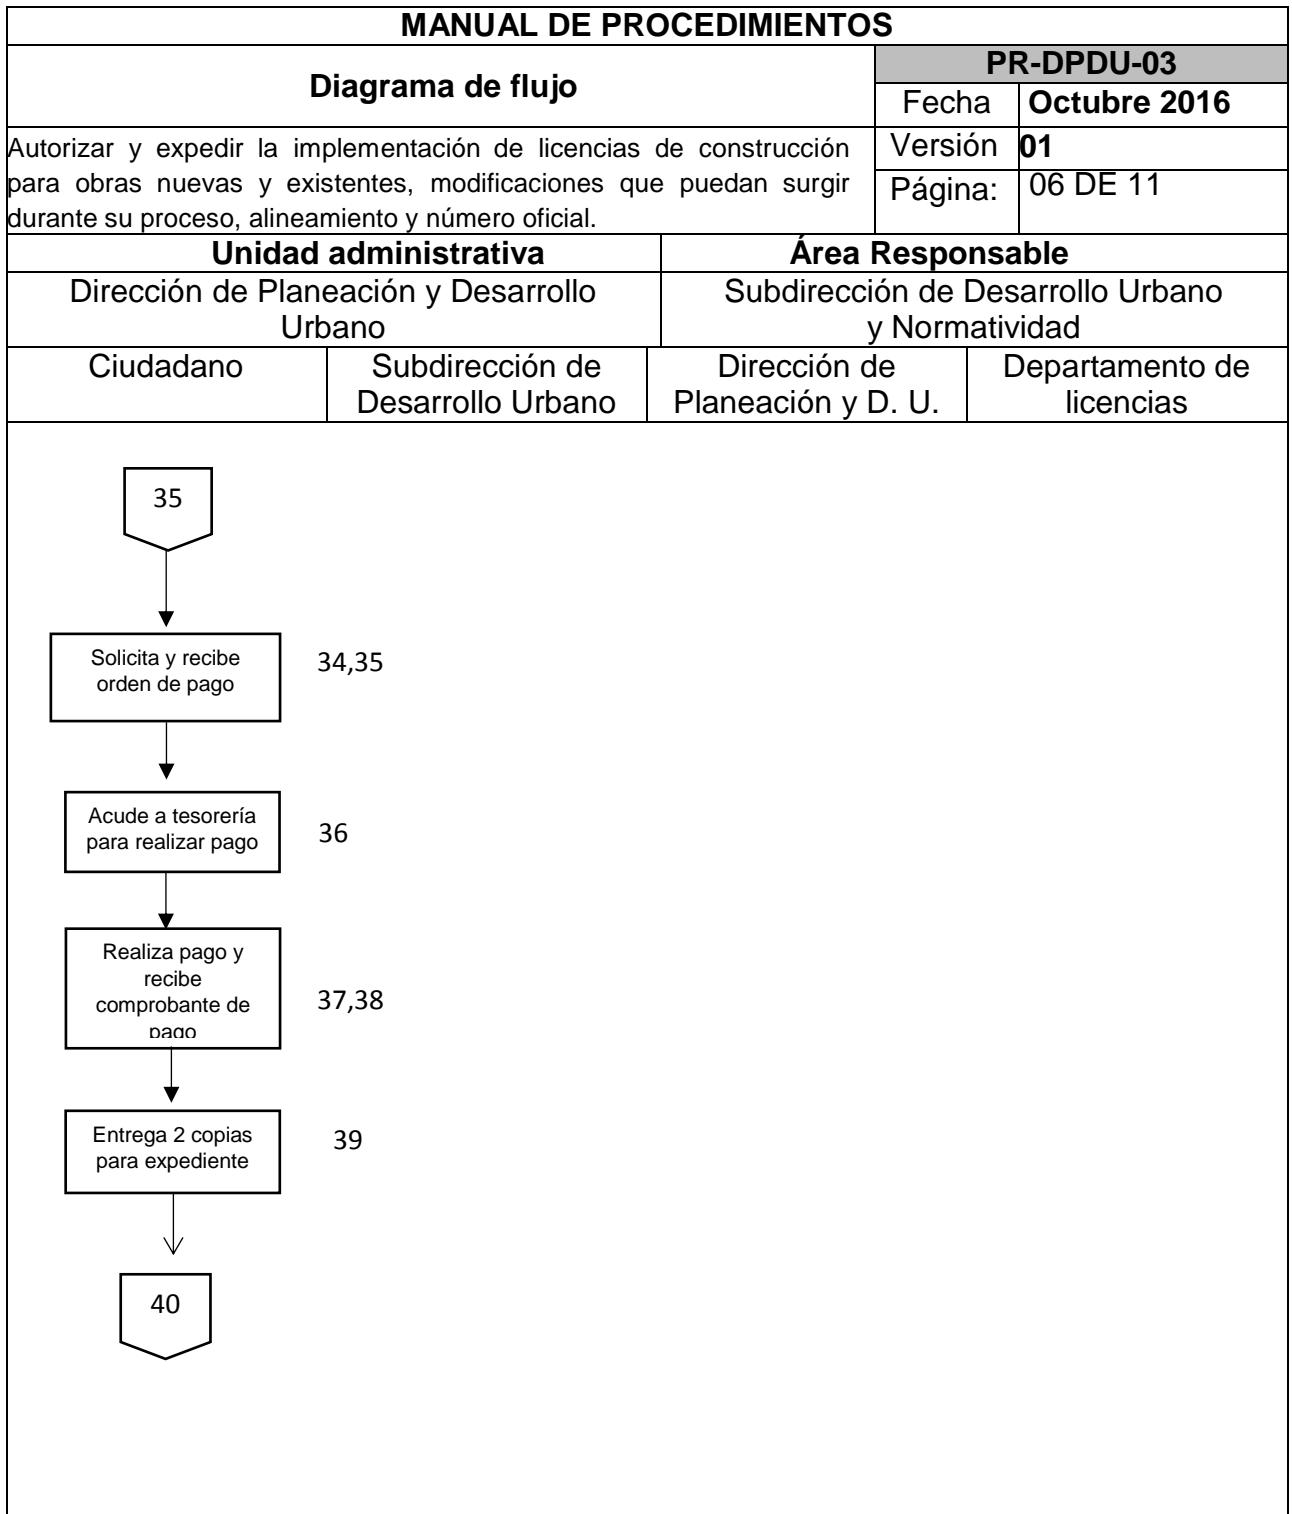 MANUAL DE PROCEDIMIENTOS
Diagrama de flujo
PR-DPDU-03
Fecha
Octubre 2016
Autorizar y expedir la implementación de licencias de construcción
para obras nuevas y existentes, modificaciones que puedan surgir
durante su proceso, alineamiento y número oficial.
Versión
01
Página:
06 DE 11
Unidad administrativa
Área Responsable
Dirección de Planeación y Desarrollo
Urbano
Subdirección de Desarrollo Urbano
y Normatividad
Ciudadano
Subdirección de
Desarrollo Urbano
Dirección de
Planeación y D. U.
Departamento de
licencias
35
Solicita y recibe
orden de pago
34,35
Acude a tesorería
para realizar pago
36
Realiza pago y
recibe
comprobante de
pago
37,38
Entrega 2 copias
para expediente
39
40